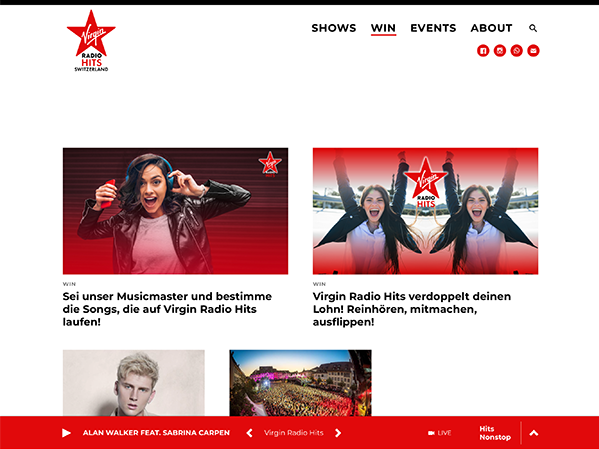 Virgin
RADIO
HITS
SWITZERLAND
SHOWS WIN EVENTS ABOUT
Virgin
RADIO
HITS
Virgin
RADIO
HITS
WIN
Sei unser Musicmaster und bestimme
die Songs, die auf Virgin Radio Hits
laufen!
WIN
Virgin Radio Hits verdoppelt deinen
Lohn! Reinhören, mitmachen,
ausflippen!
ALAN WALKER FEAT. SABRINA CARPEN
Virgin Radio Hits
LIVE
Hits
Nonstop